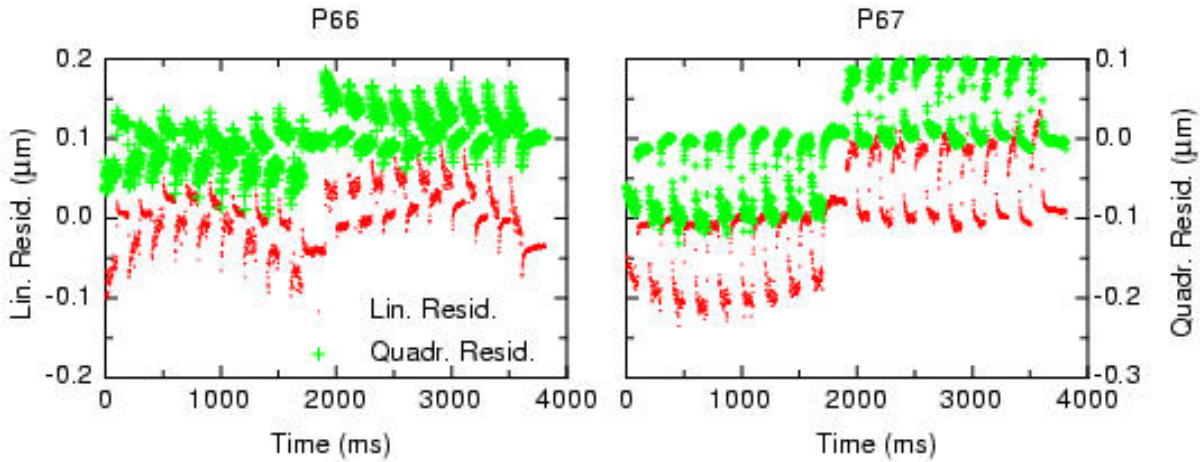 P66
P67
Lin. Resid. (µm)
0.2
0.1
0.0
-0.1
-0.2
Lin. Resid.
Quadr. Resid.
0 1000 2000 3000 4000
Time (ms)
0.1
0.0
-0.1
-0.2
-0.3
Quadr. Resid. (µm)
0 1000 2000 3000 4000
Time (ms)